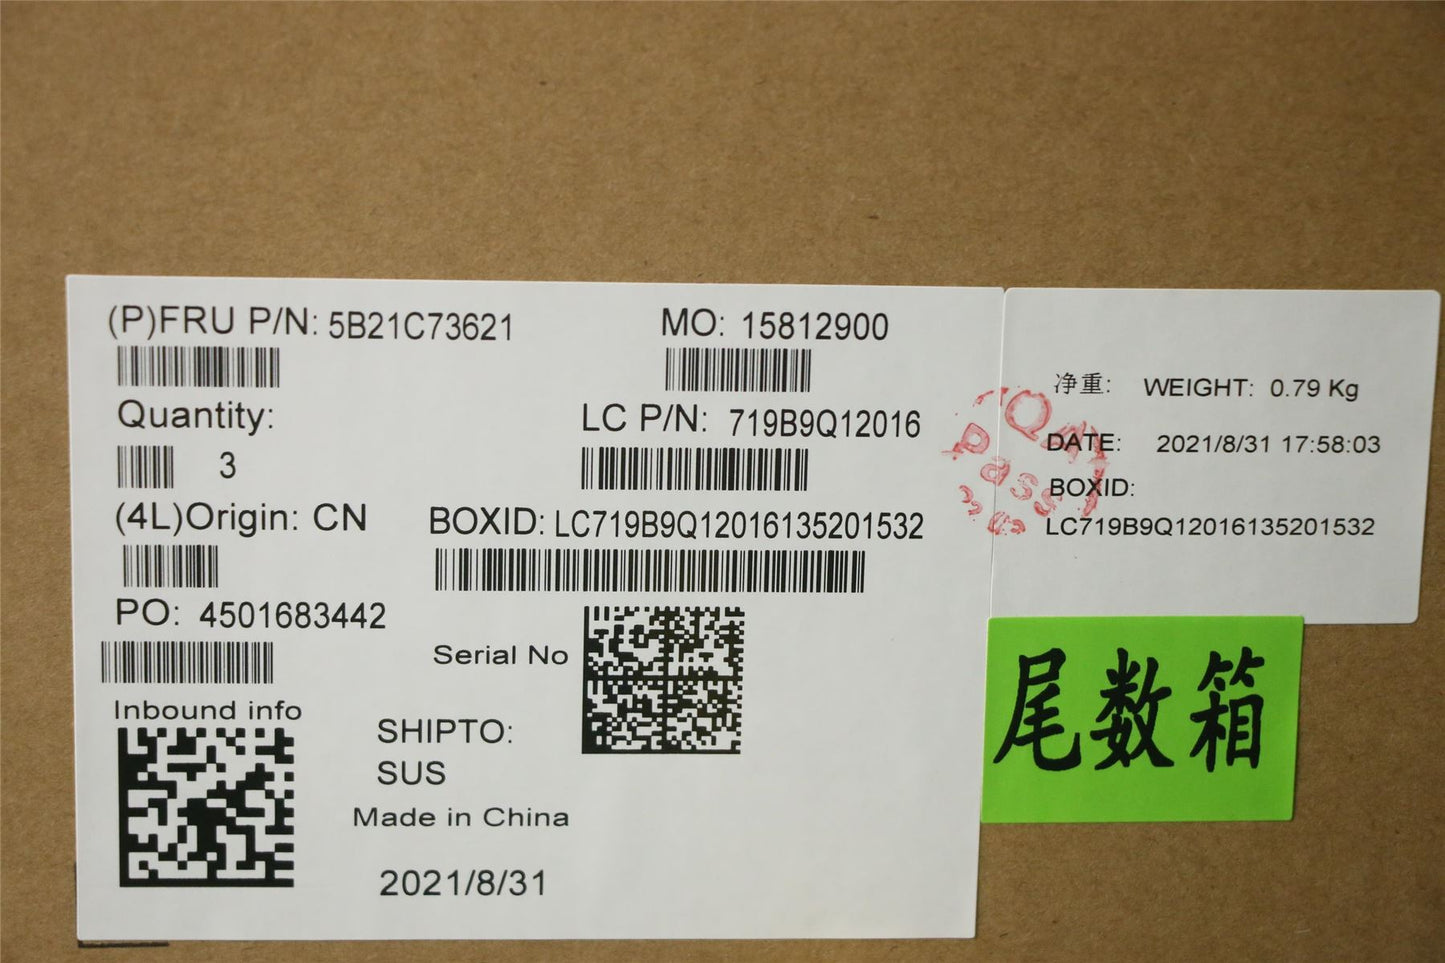 (P)FRU P/N: 5B21C73621
MO: 15812900
Quantity:
3
LC P/N: 719B9Q12016
(4L)Origin: CN
BOXID: LC719B9Q12016135201532
PO: 4501683442
Serial No
Inbound info
SHIPTO:
SUS
Made in China
2021/8/31
净重: WEIGHT: 0.79 Kg
DATE: 2021/8/31 17:58:03
BOXID:
LC719B9Q12016135201532
QA
Pass
尾数箱